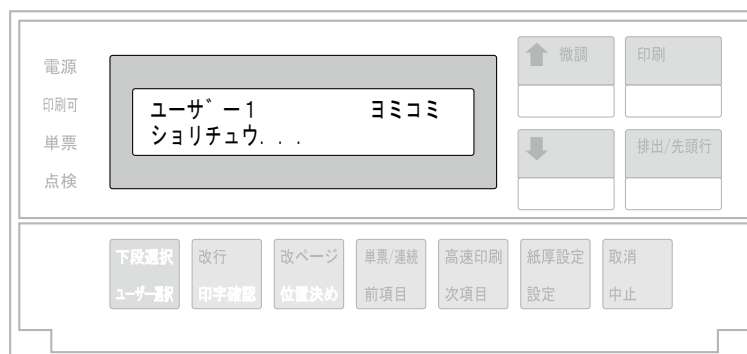 電源
印刷可
単票
点検
ユーザー1 ヨミコミ
ショリチュウ...
微調
印刷
排出/先頭行
下段選択
ユーザー選択
改行
印字確認
改ページ
位置決め
単票/連続
前項目
高速印刷
次項目
紙厚設定
設定
取消
中止